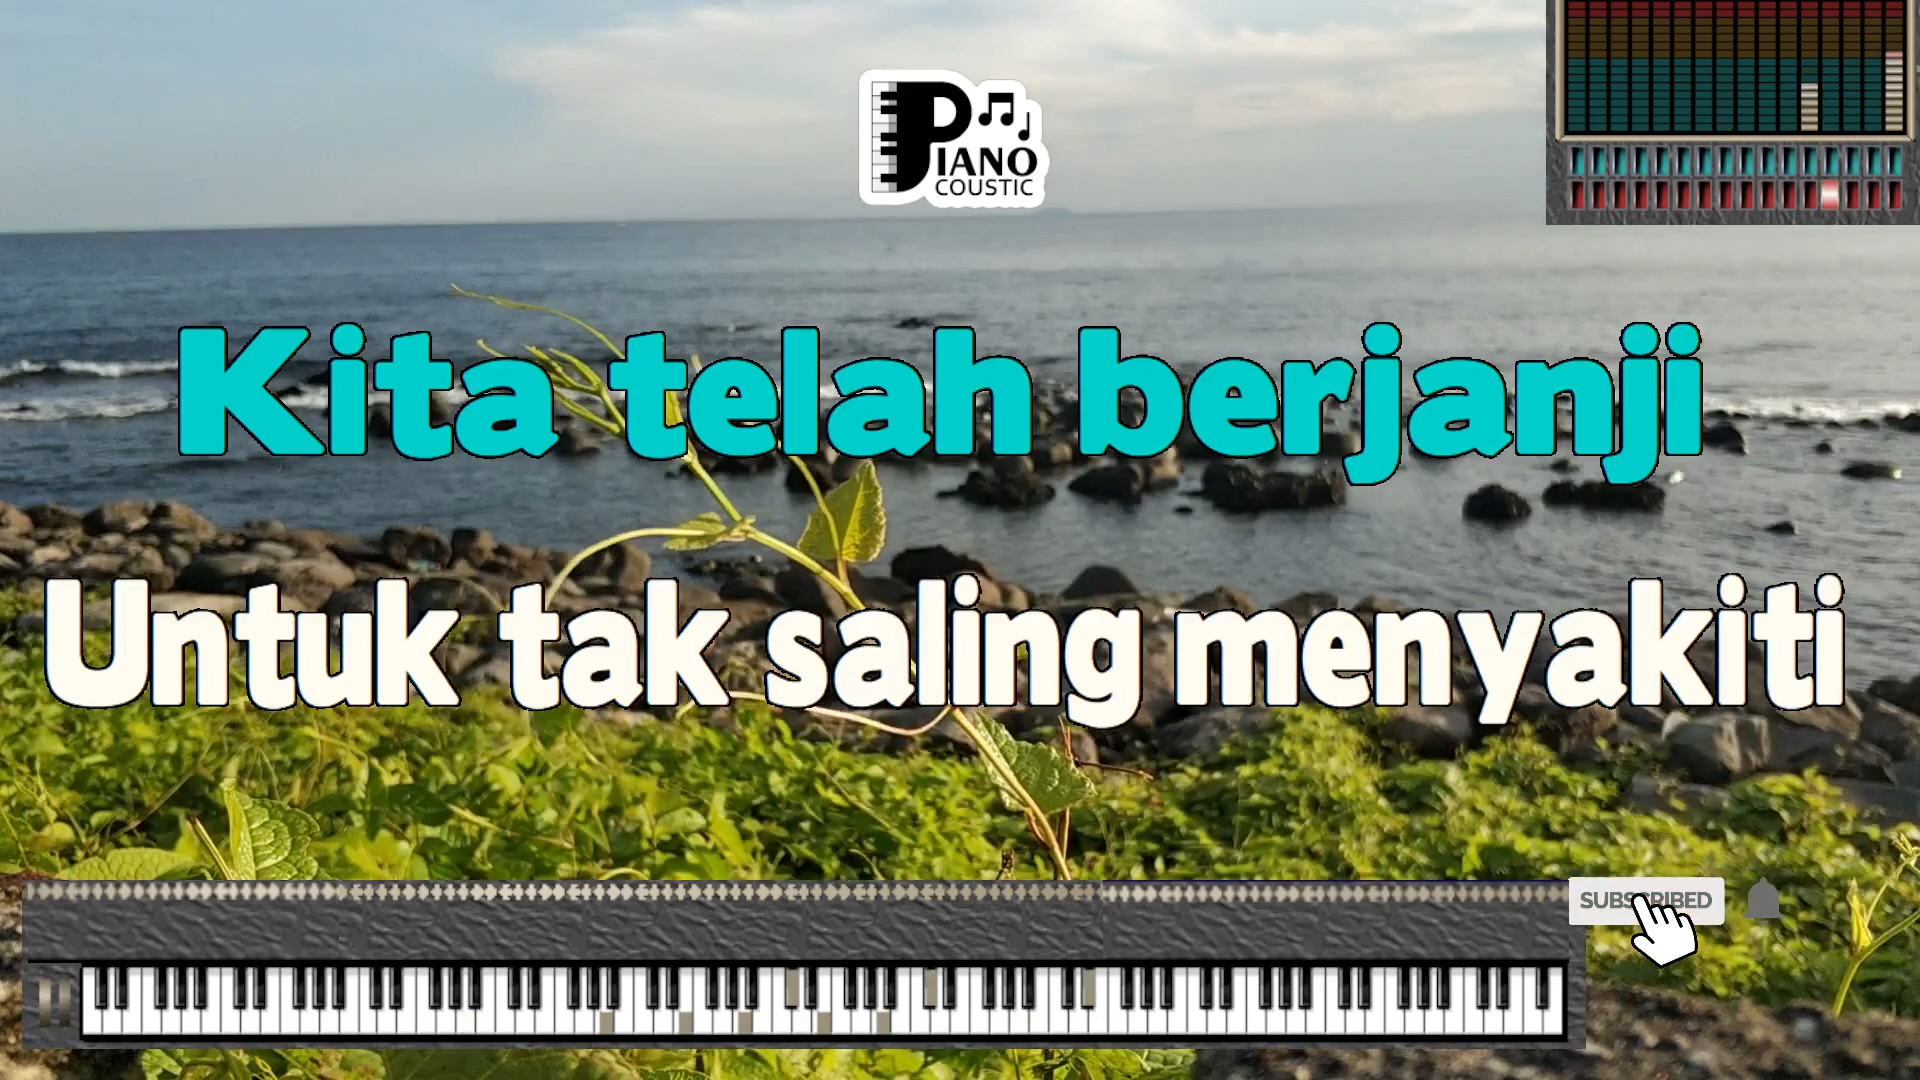 PIANO
COUSTIC
Kita telah berjanji
Untuk tak saling menyakiti
SUBSCRIBED